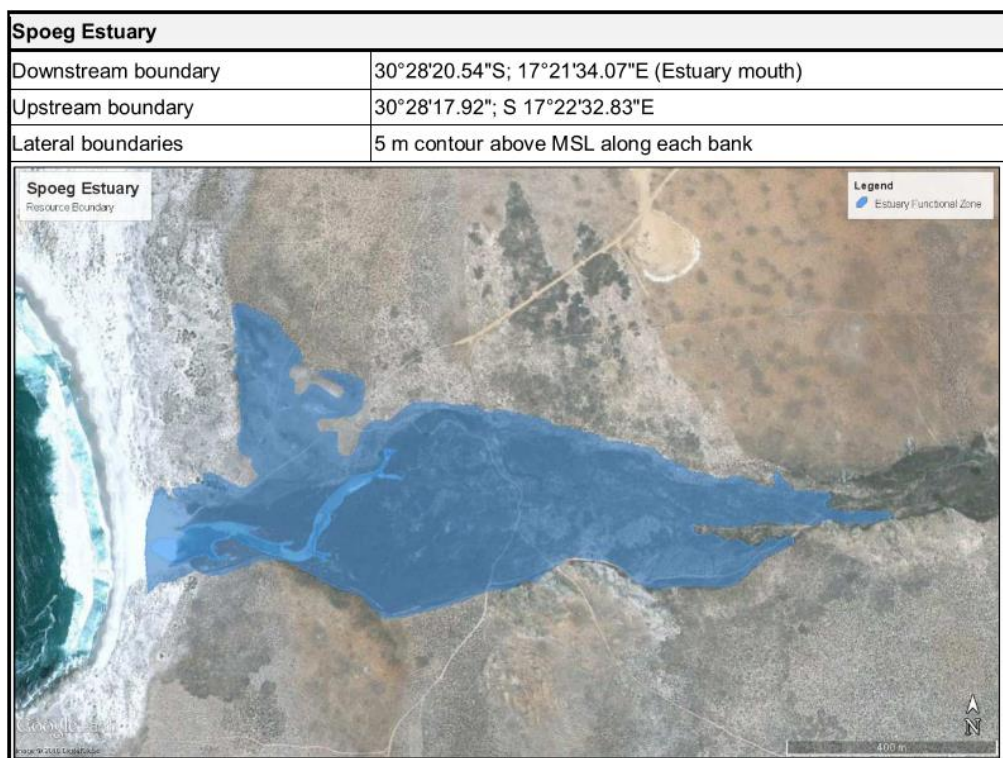 Spoeg Estuary
Downstream boundary 30°28'20.54"S; 17°21'34.07"E (Estuary mouth)
Upstream boundary 30°28'17.92"; S 17°22'32.83"E
Lateral boundaries 5 m contour above MSL along each bank
Spoeg Estuary
Resource Boundary
Legend
Estuary Functional Zone
N
400 m